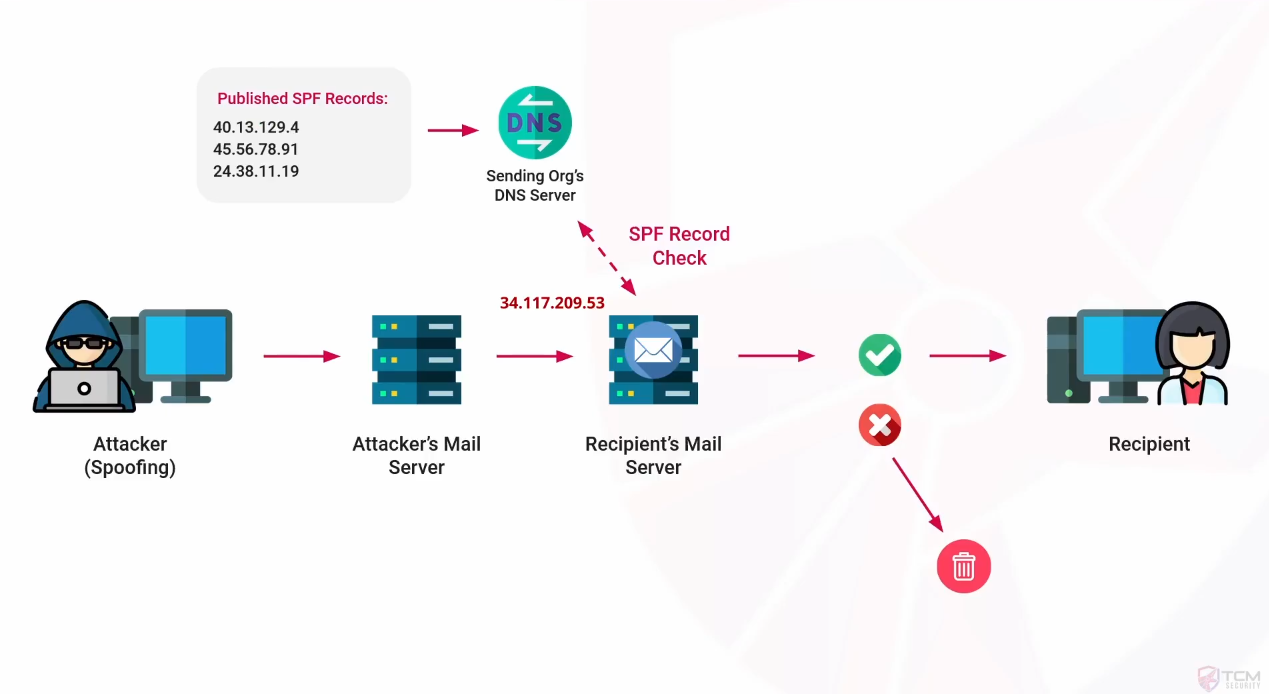 Published SPF Records:
40.13.129.4
45.56.78.91
24.38.11.19
DNS
Sending Org's
DNS Server
SPF Record
Check
34.117.209.53
Attacker
(Spoofing)
Attacker's Mail
Server
Recipient's Mail
Server
Recipient
TCM
SECURITY